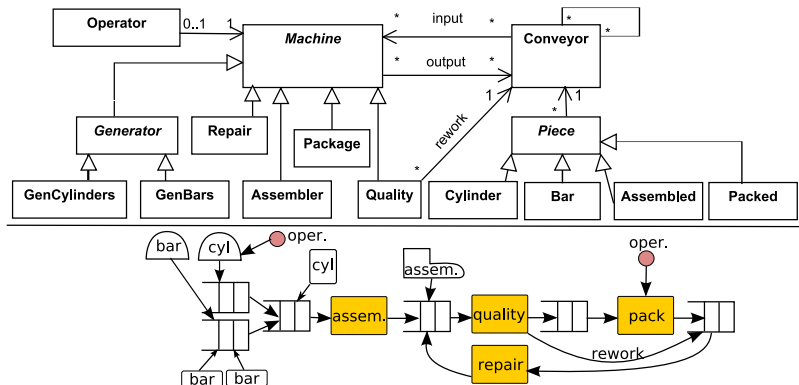 Operator
0..1
1
Machine
*
input
*
*
output
*
Conveyor
*
*
1
rework
*
1
*
Generator
Repair
Package
Piece
GenCylinders
GenBars
Assembler
Quality
Cylinder
Bar
Assembled
Packed
bar
cyl
oper.
cyl
assem.
oper.
assem.
quality
pack
repair
rework
bar
bar